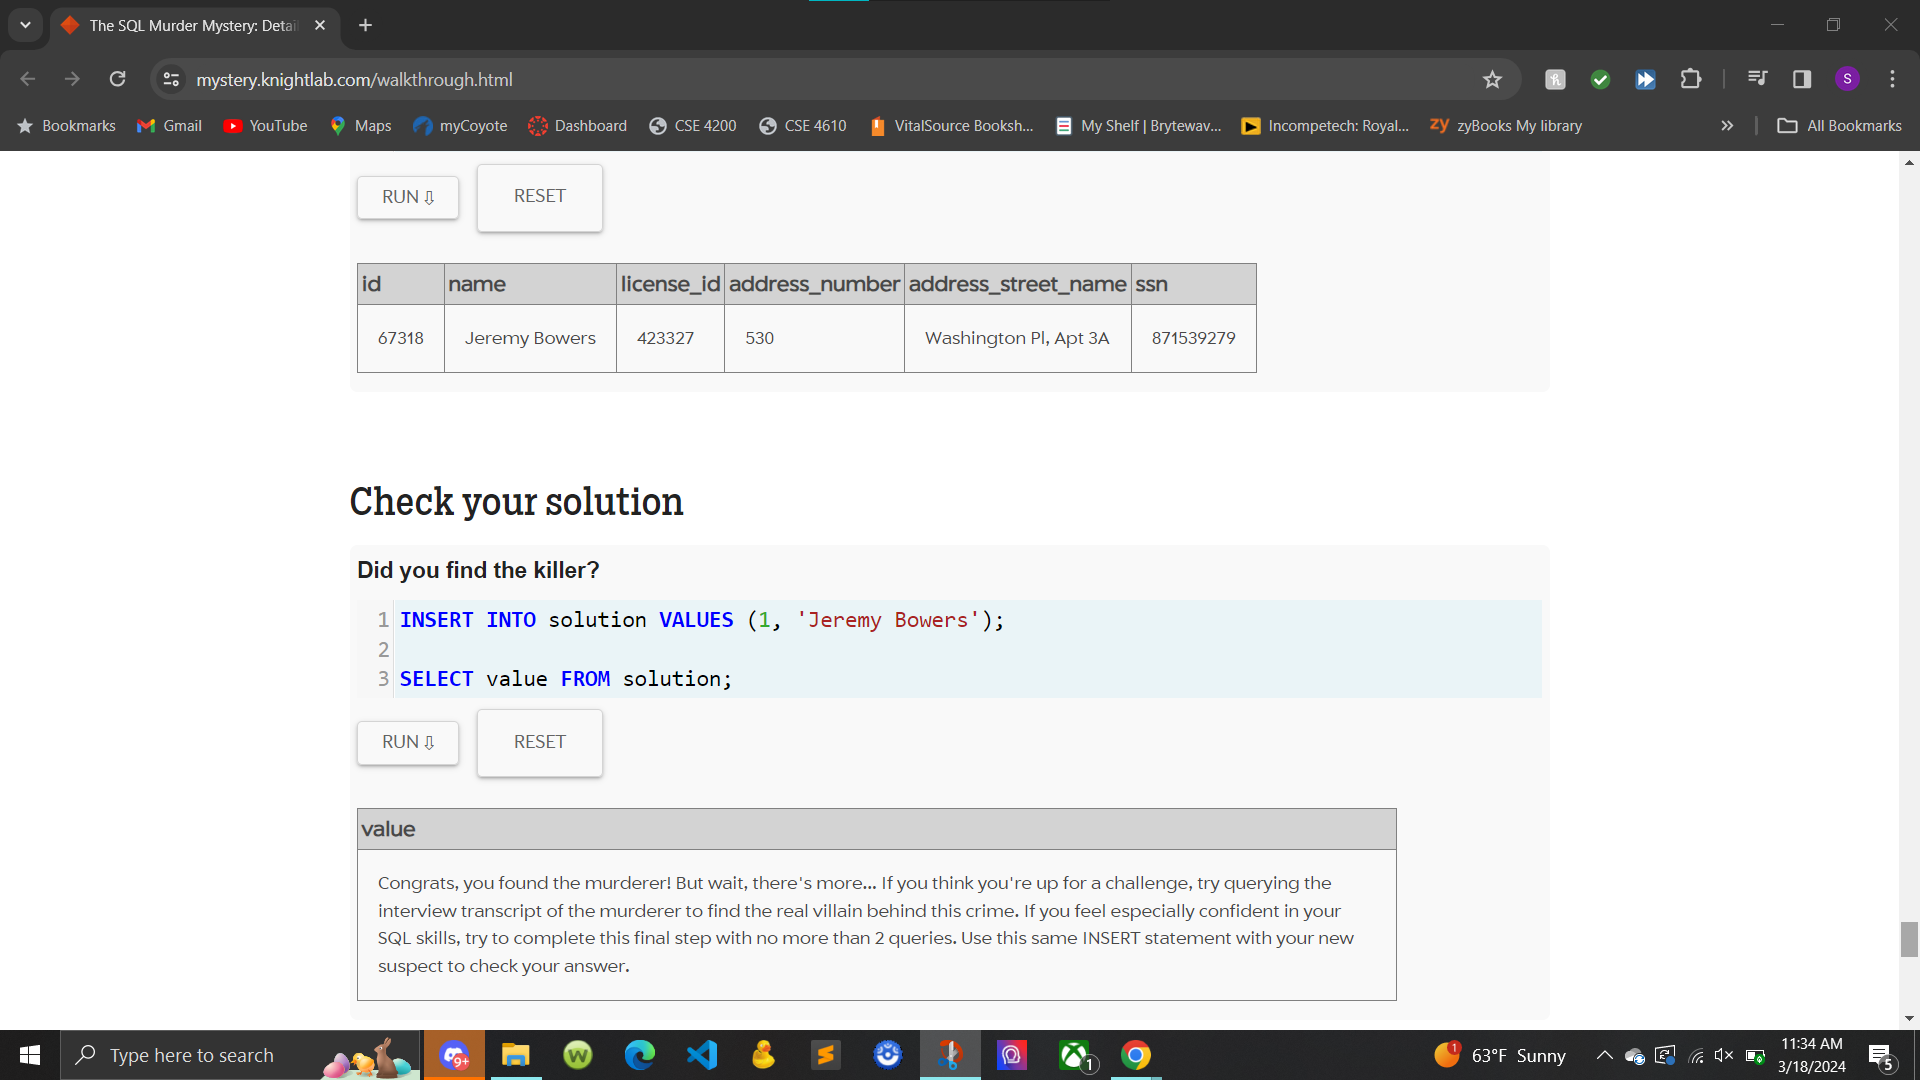 The SQL Murder Mystery: Detai
mystery.knightlab.com/walkthrough.html
S
Bookmarks Gmail YouTube Maps myCoyote Dashboard CSE 4200 CSE 4610 VitalSource Booksh... My Shelf | Brytewav... Incompetech: Royal... zyBooks My library » All Bookmarks
RUN ⇩ RESET
id name license_id address_number address_street_name ssn
67318 Jeremy Bowers 423327 530 Washington Pl, Apt 3A 871539279
Check your solution
Did you find the killer?
1 INSERT INTO solution VALUES (1, 'Jeremy Bowers');
2
3 SELECT value FROM solution;
RUN ⇩ RESET
value
Congrats, you found the murderer! But wait, there's more... If you think you're up for a challenge, try querying the
interview transcript of the murderer to find the real villain behind this crime. If you feel especially confident in your
SQL skills, try to complete this final step with no more than 2 queries. Use this same INSERT statement with your new
suspect to check your answer.
Type here to search 9+ 1 1 63°F Sunny 11:34 AM
3/18/2024 5